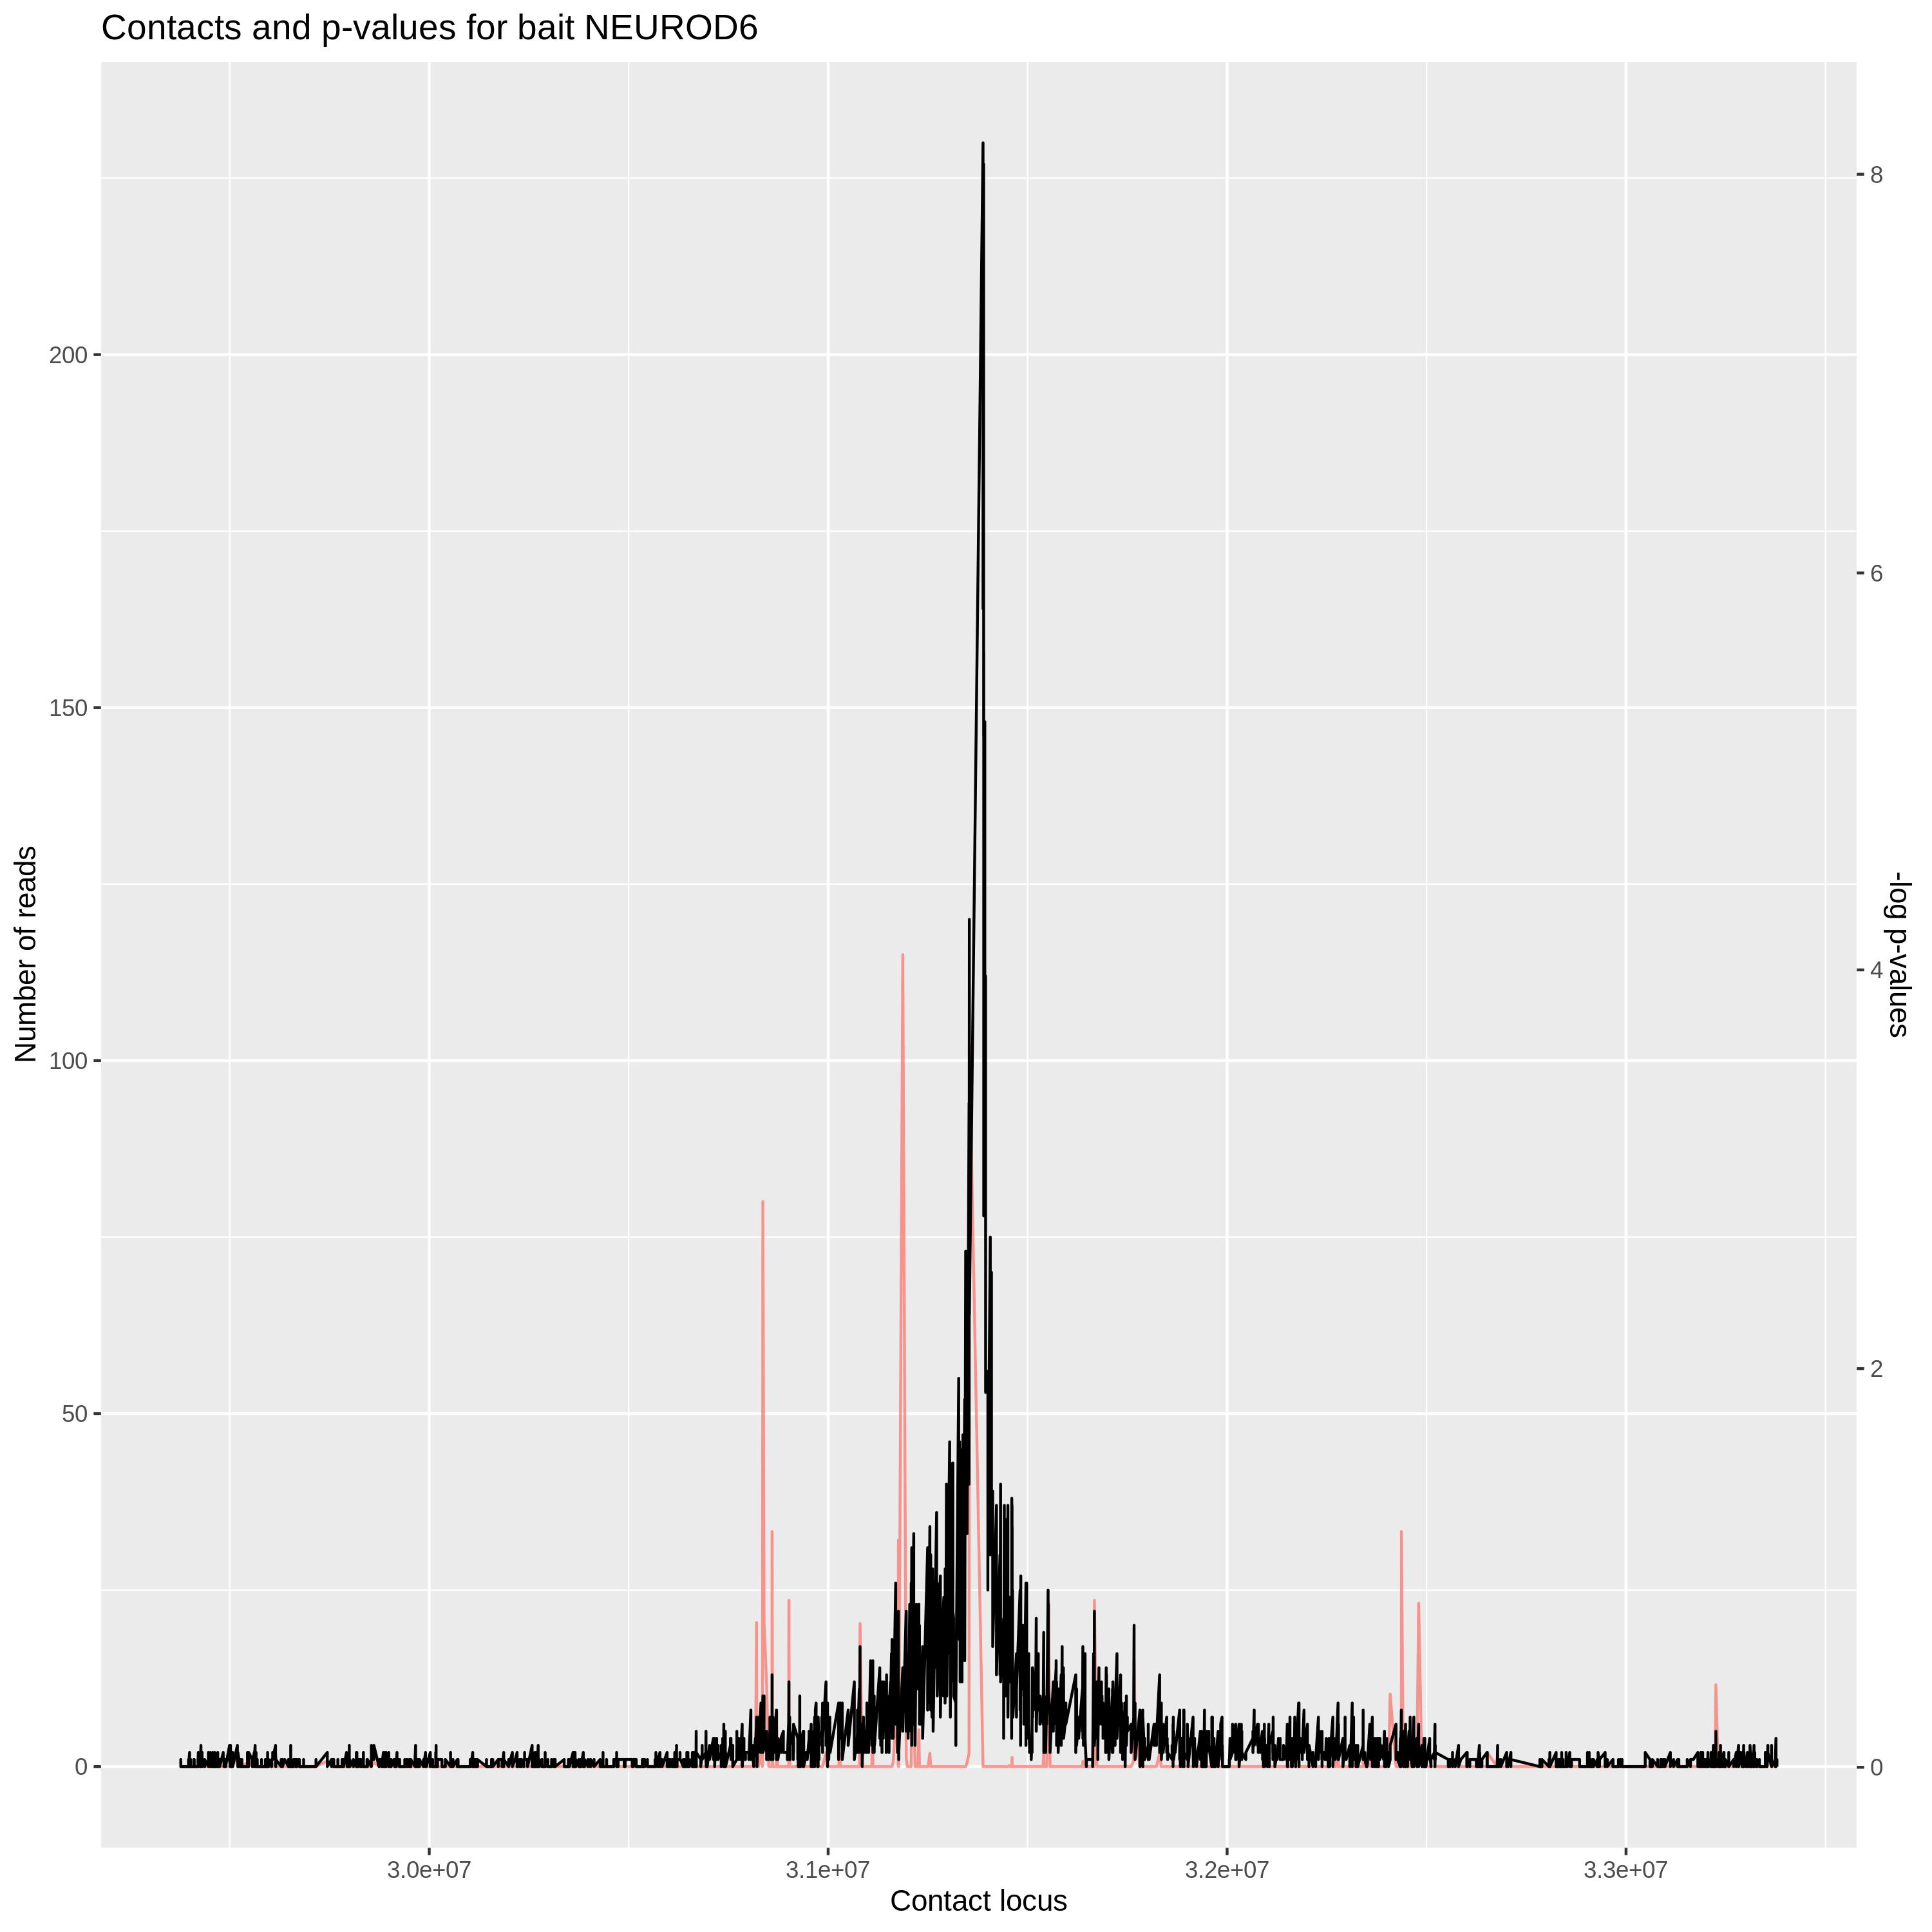 Contacts and p-values for bait NEUROD6
Number of reads
200
150
100
50
0
8
6
4
2
0
-log p-values
3.0e+07
3.1e+07
3.2e+07
3.3e+07
Contact locus